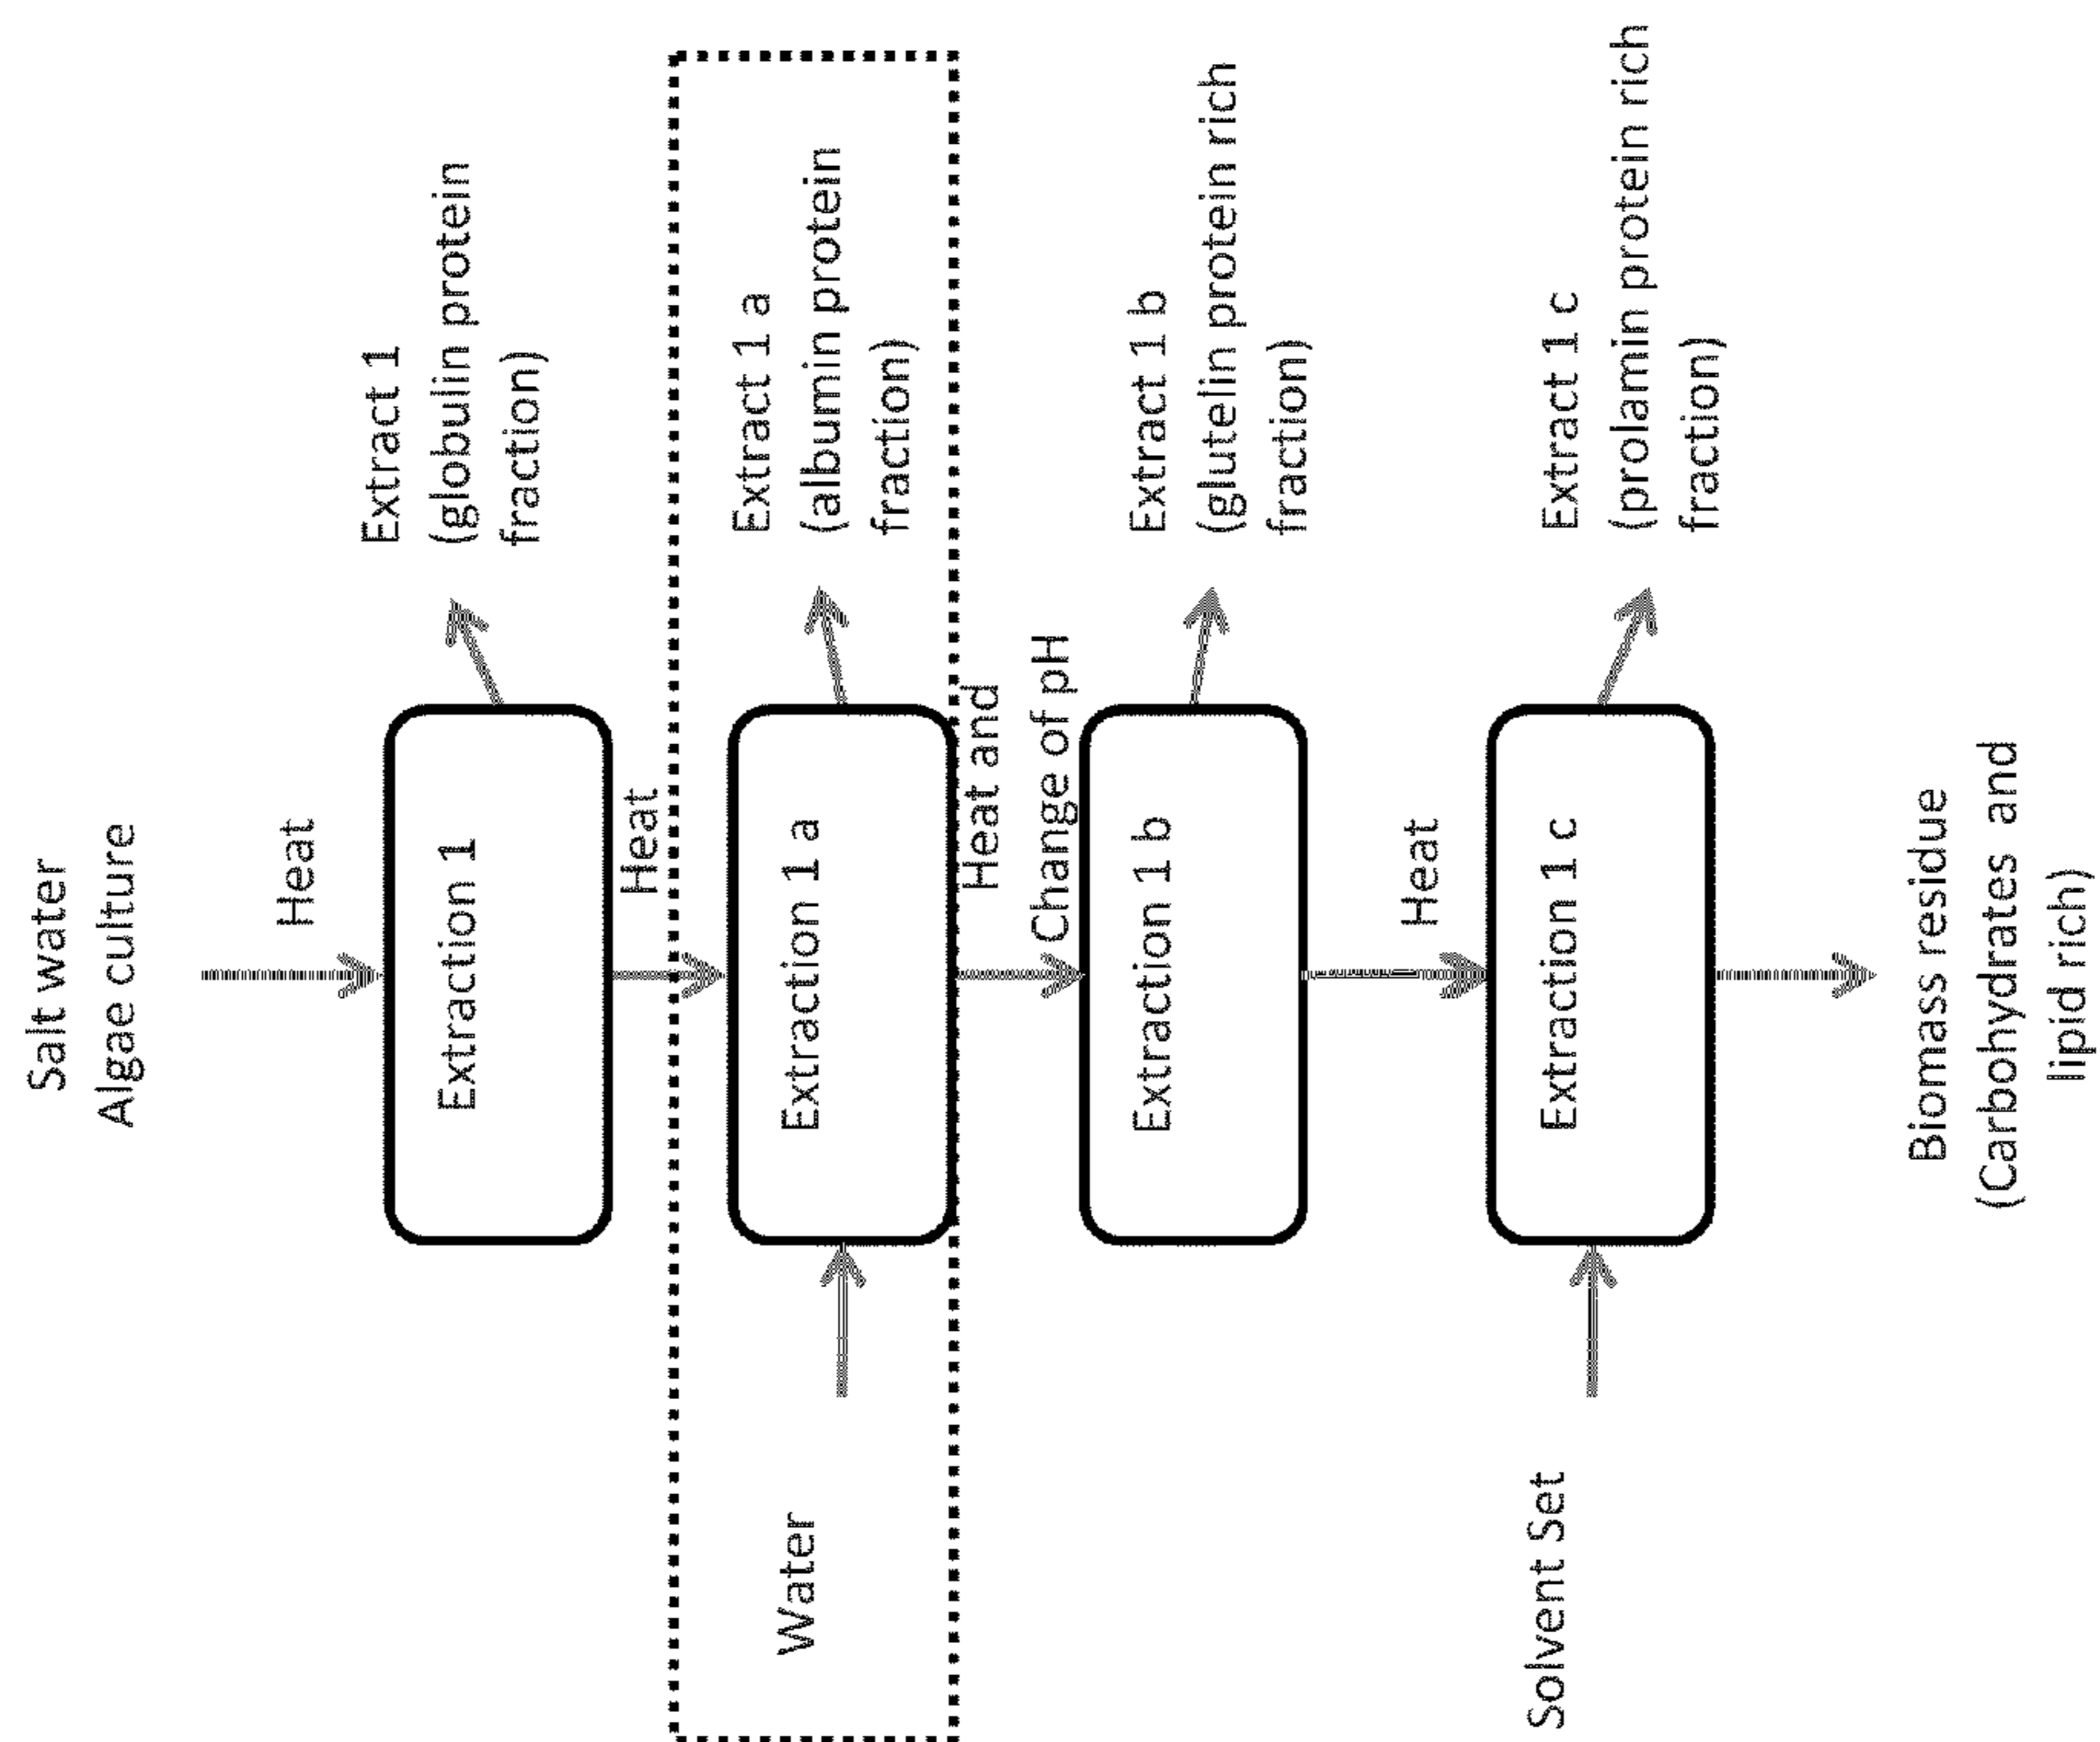 Salt water
Algae culture
Heat
Extraction 1
Extract 1
(globulin protein
fraction)
Heat
Water
Extraction 1 a
Extract 1 a
(albumin protein
fraction)
Heat and
Change of pH
Extraction 1 b
Extract 1 b
(glutelin protein rich
fraction)
Heat
Solvent Set
Extraction 1 c
Extract 1 c
(prolamin protein rich
fraction)
Biomass residue
(Carbohydrates and
lipid rich)